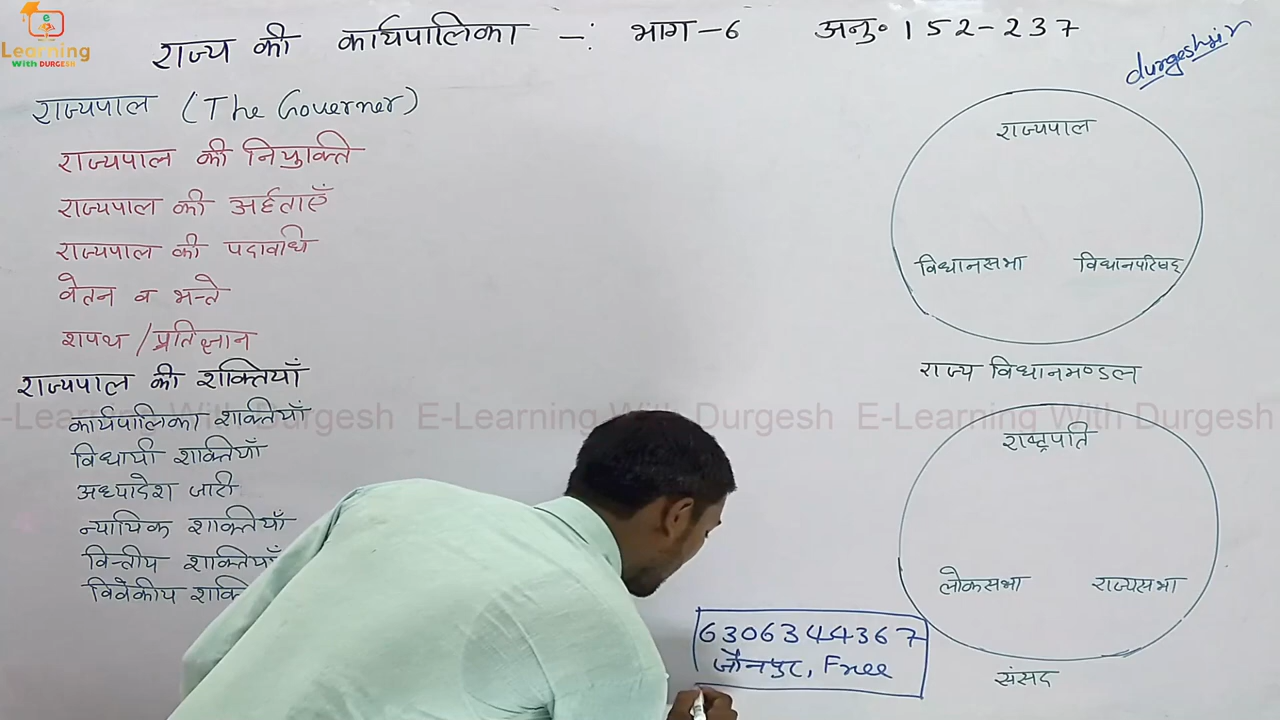 राज्य की कार्यपालिका -: भाग-6 अनु० 152-237
durgesh sir
e
Learning
With DURGESH
राज्यपाल (The Governer)
राज्यपाल की नियुक्ति
राज्यपाल की अर्हताएँ
राज्यपाल की पदावधि
वेतन व भत्ते
शपथ/प्रतिज्ञान
राज्यपाल की शक्तियाँ
कार्यपालिका शक्तियाँ
विधायी शक्तियाँ
अध्यादेश जारी
न्यायिक शक्तियाँ
वित्तीय शक्तियाँ
विवेकीय शक्ति
-Learning With Durgesh E-Learning With Durgesh E-Learning With Durgesh
राज्यपाल
विधानसभा विधानपरिषद्
राज्य विधानमण्डल
राष्ट्रपति
लोकसभा राज्यसभा
संसद
6306344367
जौनपुर, Free